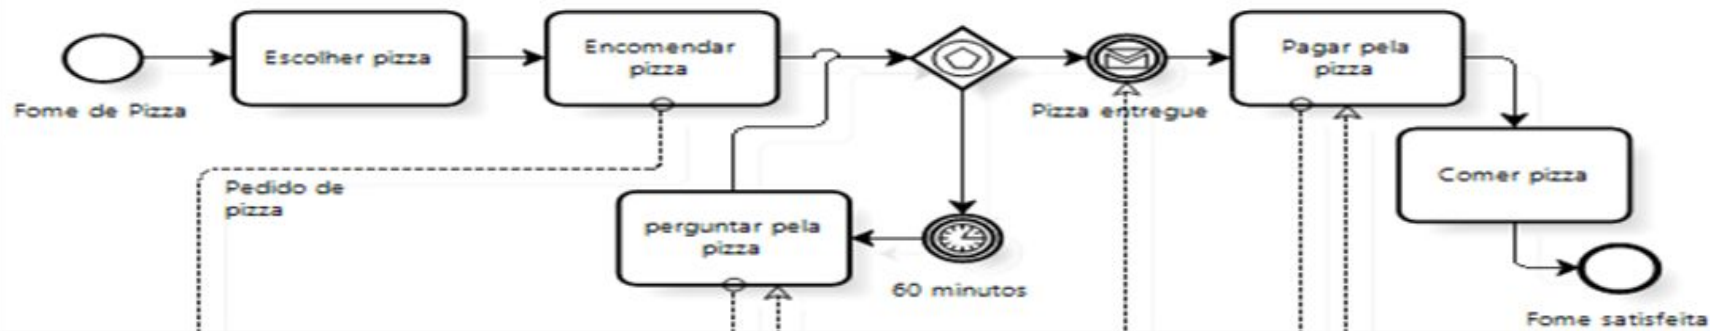 Fome de Pizza
Escolher pizza
Encomendar
pizza
Pedido de
pizza
perguntar pela
pizza
60 minutos
Pizza entregue
Pagar pela
pizza
Comer pizza
Fome satisfeita